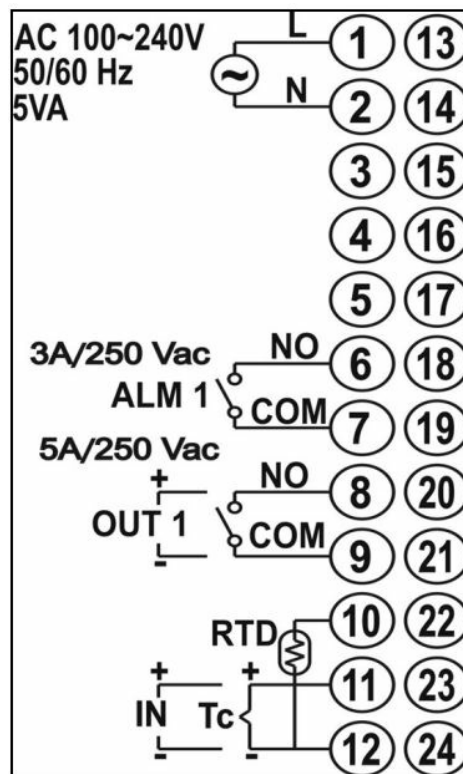 AC 100~240V L 1 13
50/60 Hz ~
5VA N 2 14
3 15
4 16
5 17
3A/250 Vac NO 6 18
ALM 1 COM 7 19
5A/250 Vac
+ NO 8 20
OUT 1
- COM 9 21
RTD 10 22
+ + 11 23
IN Tc
- - 12 24